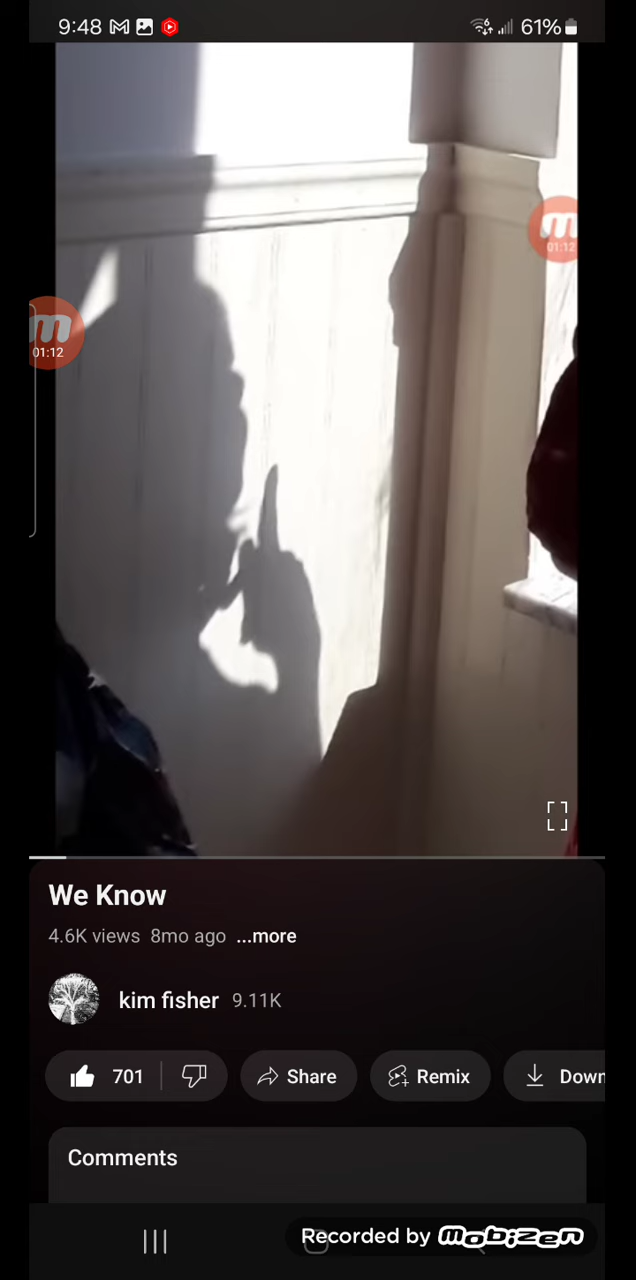 9:48 61%
m
01:12
m
01:12
We Know
4.6K views 8mo ago ...more
kim fisher 9.11K
701 Share Remix Down
Comments
Recorded by mobizen